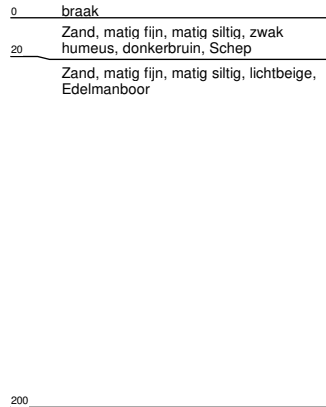 0 braak
Zand, matig fijn, matig siltig, zwak
20 humeus, donkerbruin, Schep
Zand, matig fijn, matig siltig, lichtbeige,
Edelmanboor
200